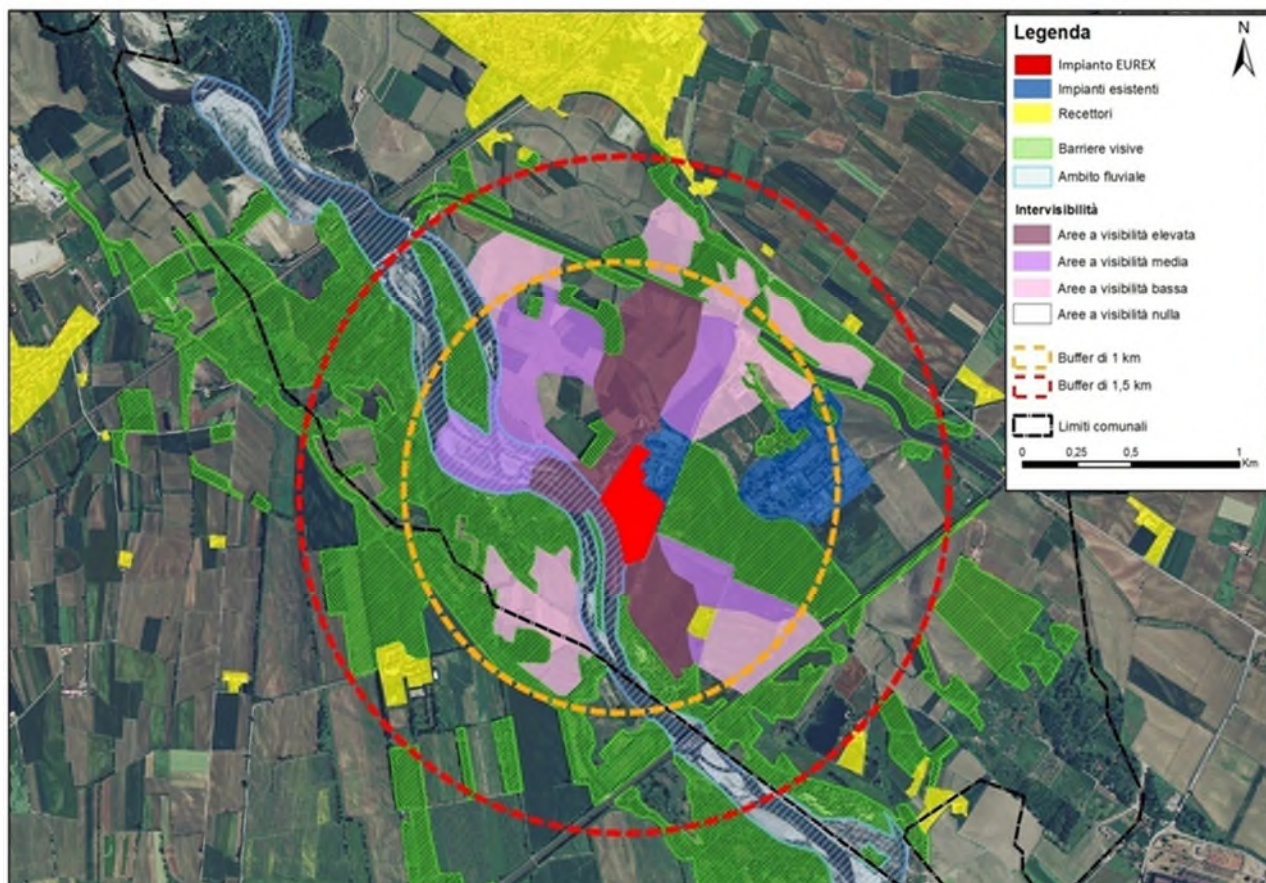 Legenda
N
Impianto EUREX
Impianti esistenti
Recettori
Barriere visive
Ambito fluviale
Intervisibilità
Aree a visibilità elevata
Aree a visibilità media
Aree a visibilità bassa
Aree a visibilità nulla
Buffer di 1 km
Buffer di 1,5 km
Limiti comunali
0 0,25 0,5 1
Km